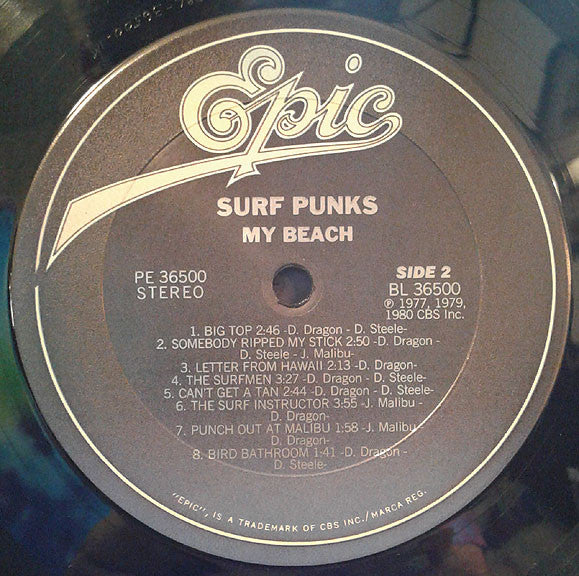 Epic
SURF PUNKS
MY BEACH
PE 36500
STEREO
SIDE 2
BL 36500
℗ 1977, 1979,
1980 CBS Inc.
1. BIG TOP 2:46 -D. Dragon - D. Steele-
2. SOMEBODY RIPPED MY STICK 2:50 -D. Dragon -
D. Steele - J. Malibu-
3. LETTER FROM HAWAII 2:13 -D. Dragon-
4. THE SURFMEN 3:27 -D. Dragon - D. Steele-
5. CAN'T GET A TAN 2:44 -D. Dragon - D. Steele-
6. THE SURF INSTRUCTOR 3:55 -J. Malibu -
D. Dragon-
7. PUNCH OUT AT MALIBU 1:58 -J. Malibu -
D. Dragon-
8. BIRD BATHROOM 1:41 -D. Dragon -
D. Steele-
"EPIC", IS A TRADEMARK OF CBS INC./MARCA REG.